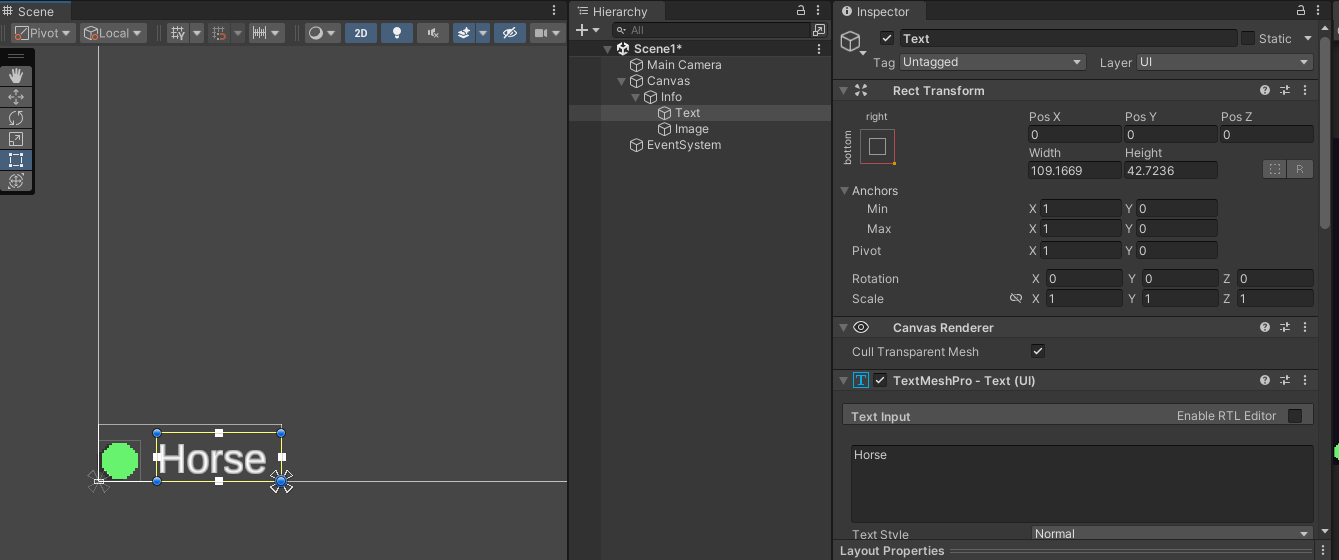 Scene
Pivot
Local
2D
Horse
Hierarchy
All
Scene1*
Main Camera
Canvas
Info
Text
Image
EventSystem
Inspector
Text
Static
Tag Untagged Layer UI
Rect Transform
right
bottom
Pos X Pos Y Pos Z
0 0 0
Width Height
109.1669 42.7236
R
Anchors
Min X 1 Y 0
Max X 1 Y 0
Pivot X 1 Y 0
Rotation X 0 Y 0 Z 0
Scale X 1 Y 1 Z 1
Canvas Renderer
Cull Transparent Mesh
T TextMeshPro - Text (UI)
Text Input Enable RTL Editor
Horse
Text Style Normal
Layout Properties